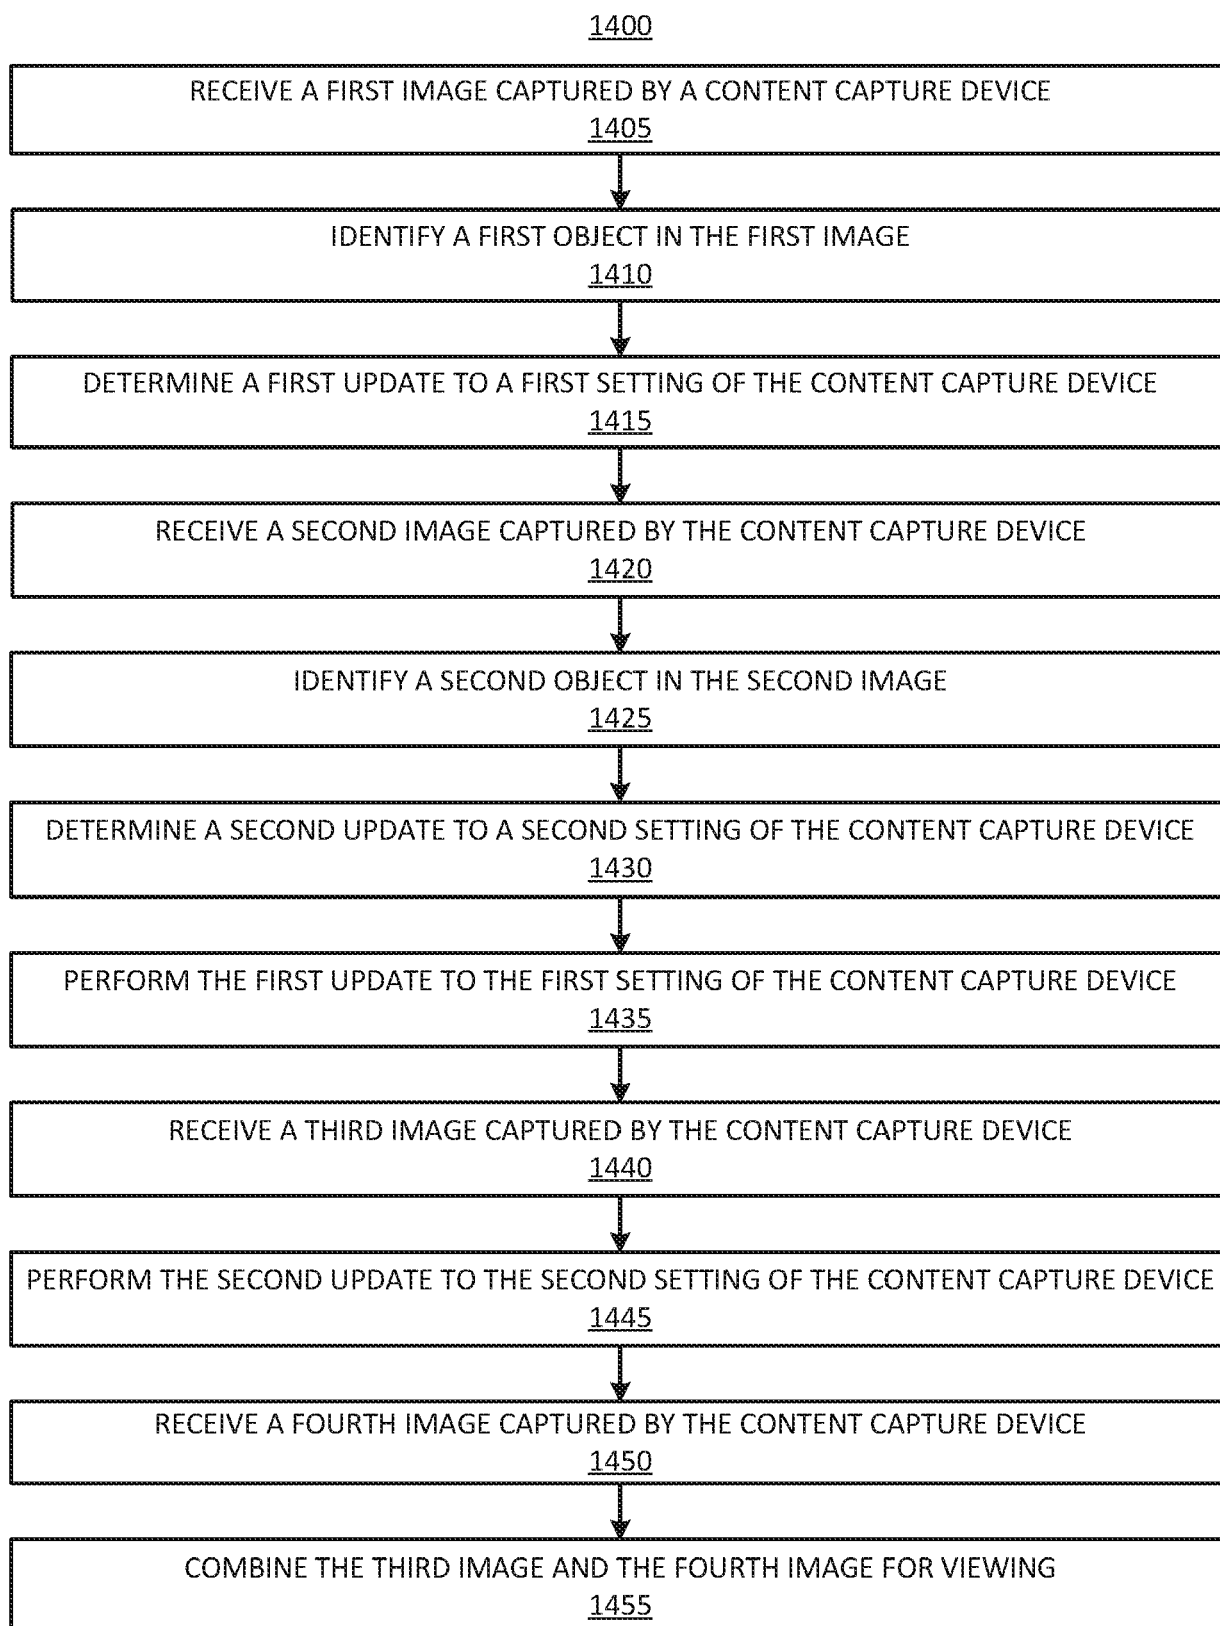 1400
RECEIVE A FIRST IMAGE CAPTURED BY A CONTENT CAPTURE DEVICE
1405
IDENTIFY A FIRST OBJECT IN THE FIRST IMAGE
1410
DETERMINE A FIRST UPDATE TO A FIRST SETTING OF THE CONTENT CAPTURE DEVICE
1415
RECEIVE A SECOND IMAGE CAPTURED BY THE CONTENT CAPTURE DEVICE
1420
IDENTIFY A SECOND OBJECT IN THE SECOND IMAGE
1425
DETERMINE A SECOND UPDATE TO A SECOND SETTING OF THE CONTENT CAPTURE DEVICE
1430
PERFORM THE FIRST UPDATE TO THE FIRST SETTING OF THE CONTENT CAPTURE DEVICE
1435
RECEIVE A THIRD IMAGE CAPTURED BY THE CONTENT CAPTURE DEVICE
1440
PERFORM THE SECOND UPDATE TO THE SECOND SETTING OF THE CONTENT CAPTURE DEVICE
1445
RECEIVE A FOURTH IMAGE CAPTURED BY THE CONTENT CAPTURE DEVICE
1450
COMBINE THE THIRD IMAGE AND THE FOURTH IMAGE FOR VIEWING
1455